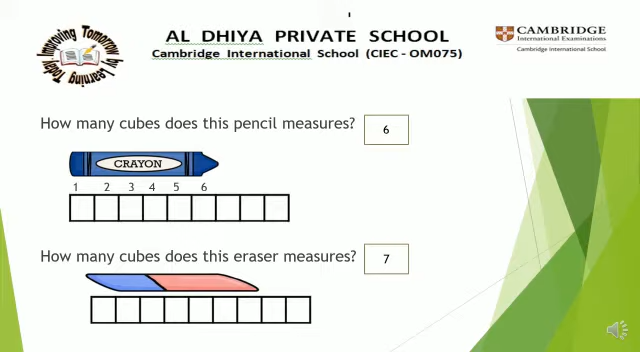 Improving Tomorrow
by Learning
Today
AL DHIYA PRIVATE SCHOOL
Cambridge International School (CIEC - OM075)
CAMBRIDGE
International Examinations
Cambridge International School
How many cubes does this pencil measures? 6
CRAYON
1 2 3 4 5 6
How many cubes does this eraser measures? 7